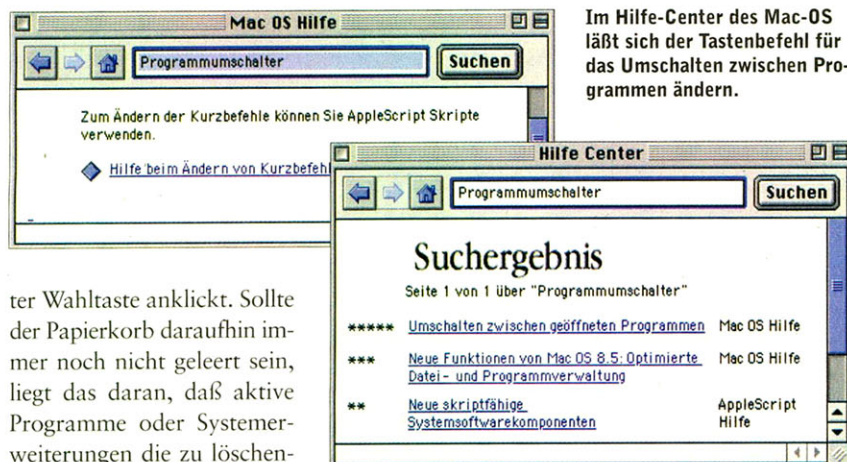 Mac OS Hilfe
Programmumschalter
Suchen
Zum Ändern der Kurzbefehle können Sie AppleScript Skripte
verwenden.
Hilfe beim Ändern von Kurzbefehl
Im Hilfe-Center des Mac-OS
läßt sich der Tastenbefehl für
das Umschalten zwischen Pro-
grammen ändern.
Hilfe Center
Programmumschalter
Suchen
Suchergebnis
Seite 1 von 1 über "Programmumschalter"
***** Umschalten zwischen geöffneten Programmen Mac OS Hilfe
*** Neue Funktionen von Mac OS 8.5: Optimierte Mac OS Hilfe
Datei- und Programmverwaltung
** Neue skriptfähige AppleScript
Systemsoftwarekomponenten Hilfe
ter Wahltaste anklickt. Sollte
der Papierkorb daraufhin im-
mer noch nicht geleert sein,
liegt das daran, daß aktive
Programme oder Systemer-
weiterungen die zu löschen-